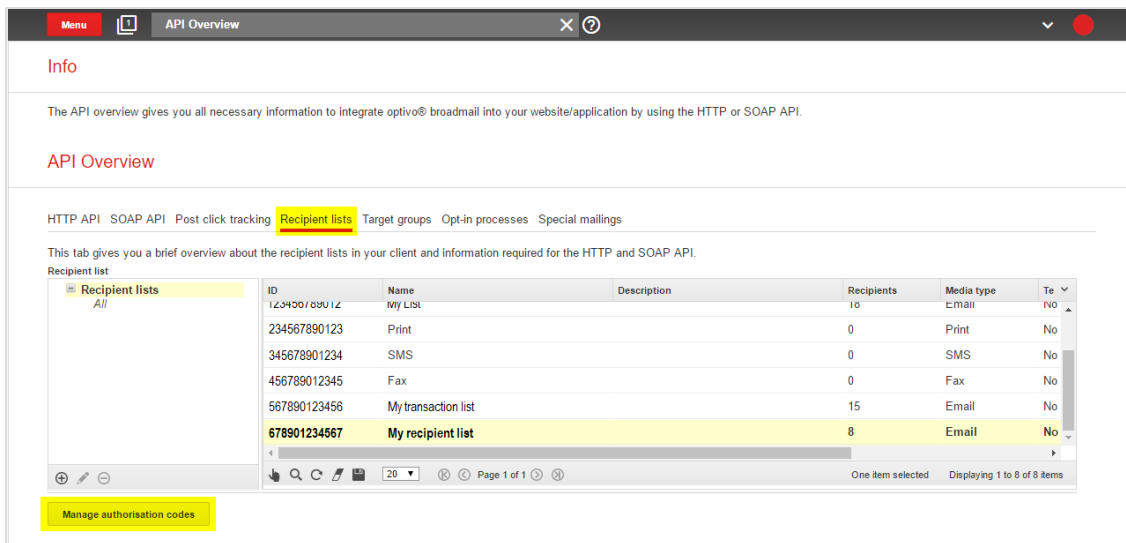 Menu 1 API Overview
Info
The API overview gives you all necessary information to integrate optivo® broadmail into your website/application by using the HTTP or SOAP API.
API Overview
HTTP API SOAP API Post click tracking Recipient lists Target groups Opt-in processes Special mailings
This tab gives you a brief overview about the recipient lists in your client and information required for the HTTP and SOAP API.
Recipient list
Recipient lists
All
ID Name Description Recipients Media type Te
123456789012 My List 18 Email No
234567890123 Print 0 Print No
345678901234 SMS 0 SMS No
456789012345 Fax 0 Fax No
567890123456 My transaction list 15 Email No
678901234567 My recipient list 8 Email No
20 Page 1 of 1 One item selected Displaying 1 to 8 of 8 items
Manage authorisation codes